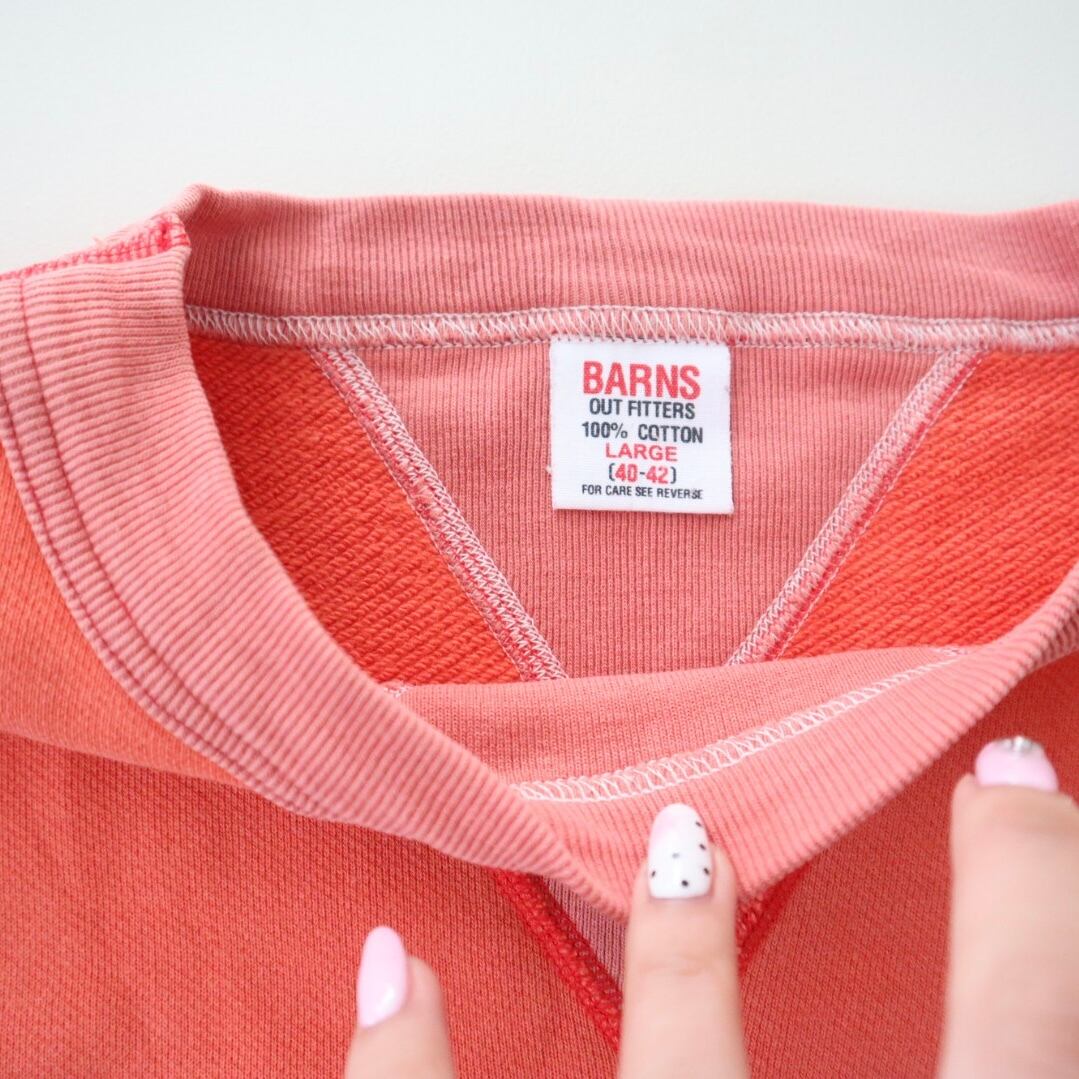 BARNS
OUT FITTERS
100% COTTON
LARGE
(40-42)
FOR CARE SEE REVERSE